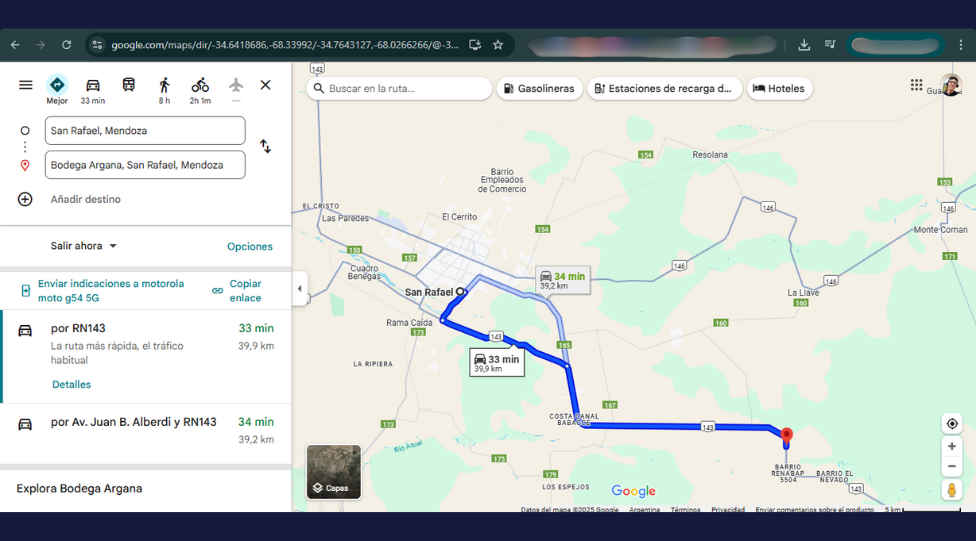 google.com/maps/dir/-34.6418686,-68.33992/-34.7643127,-68.0266266/@-3...
Mejor
33 min
8 h
2h 1m
—
San Rafael, Mendoza
Bodega Argana, San Rafael, Mendoza
Añadir destino
Salir ahora
Opciones
Enviar indicaciones a motorola
moto g54 5G
Copiar
enlace
por RN143
33 min
La ruta más rápida, el tráfico
habitual
39,9 km
Detalles
por Av. Juan B. Alberdi y RN143
34 min
39,2 km
Explora Bodega Argana
Buscar en la ruta...
Gasolineras
Estaciones de recarga d...
Hoteles
143
154
Resolana
153
Barrio
Empleados
de Comercio
EL CRISTO
Las Paredes
El Cerrito
146
146
154
Monte Coman
150
157
171
Cuadro
Benegas
146
34 min
39,2 km
146
San Rafael
La Llave
160
Rama Caída
173
160
143
165
33 min
39,9 km
LA RIPIERA
167
COSTA CANAL
BABACCE
173
143
Río Atuel
175
BARRIO
RENABAP
5504
BARRIO EL
NEVADO
175
LOS ESPEJOS
143
Capas
Google
Datos del mapa ©2025 Google
Argentina
Términos
Privacidad
Enviar comentarios sobre el producto
5 km